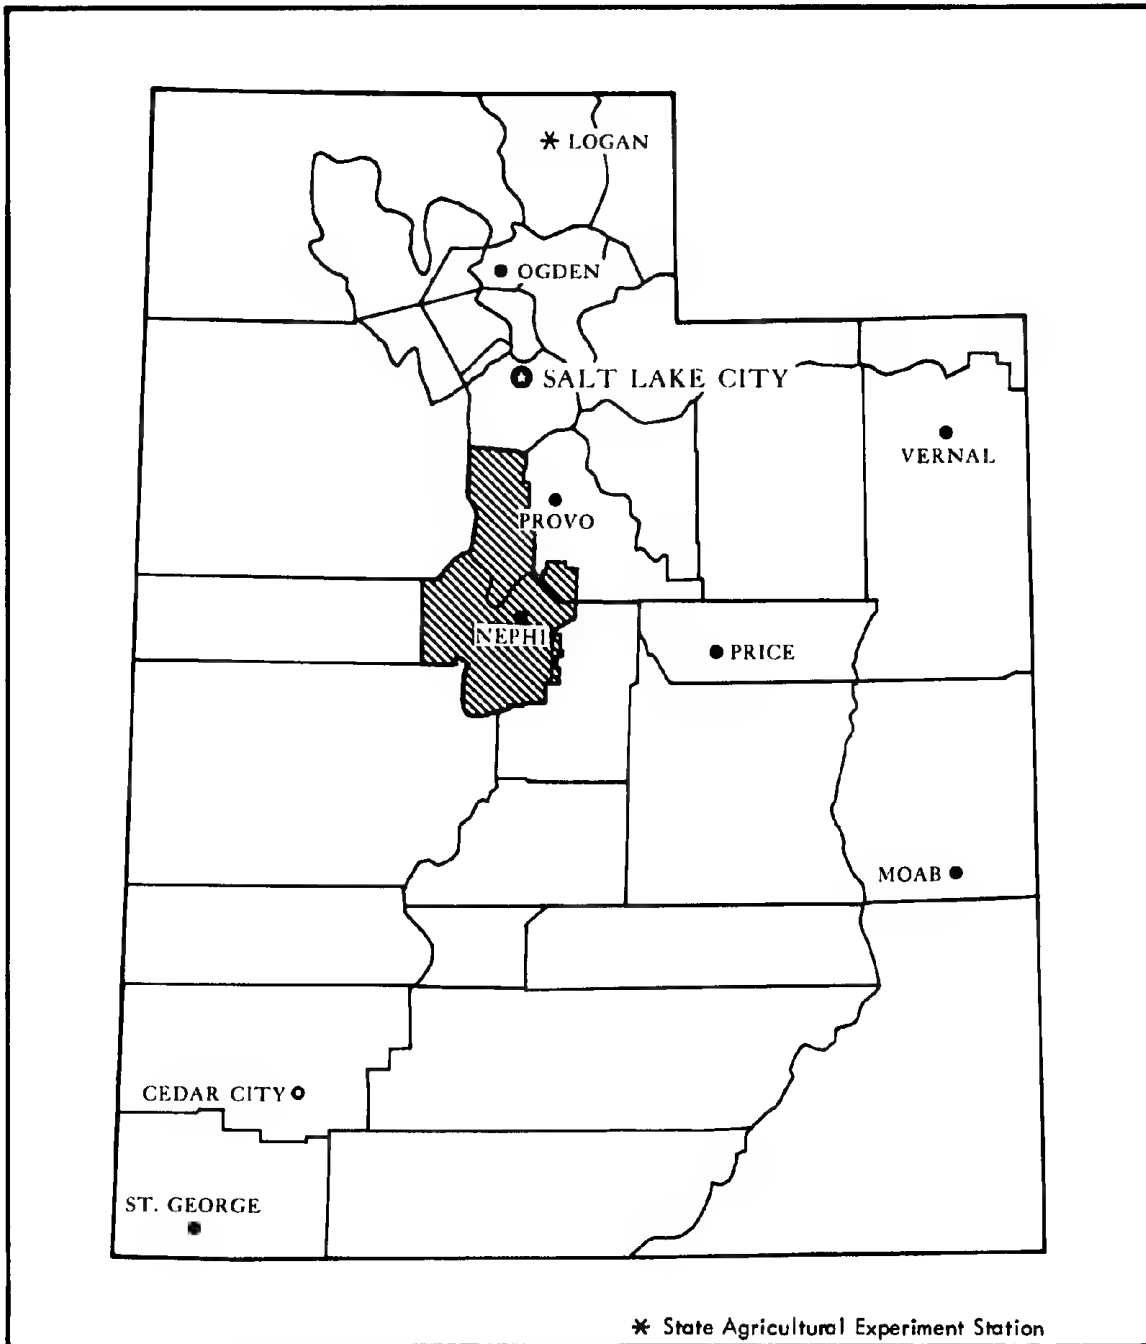 * LOGAN
OGDEN
SALT LAKE CITY
VERNAL
PROVO
NEPHI
PRICE
MOAB
CEDAR CITY
ST. GEORGE
* State Agricultural Experiment Station